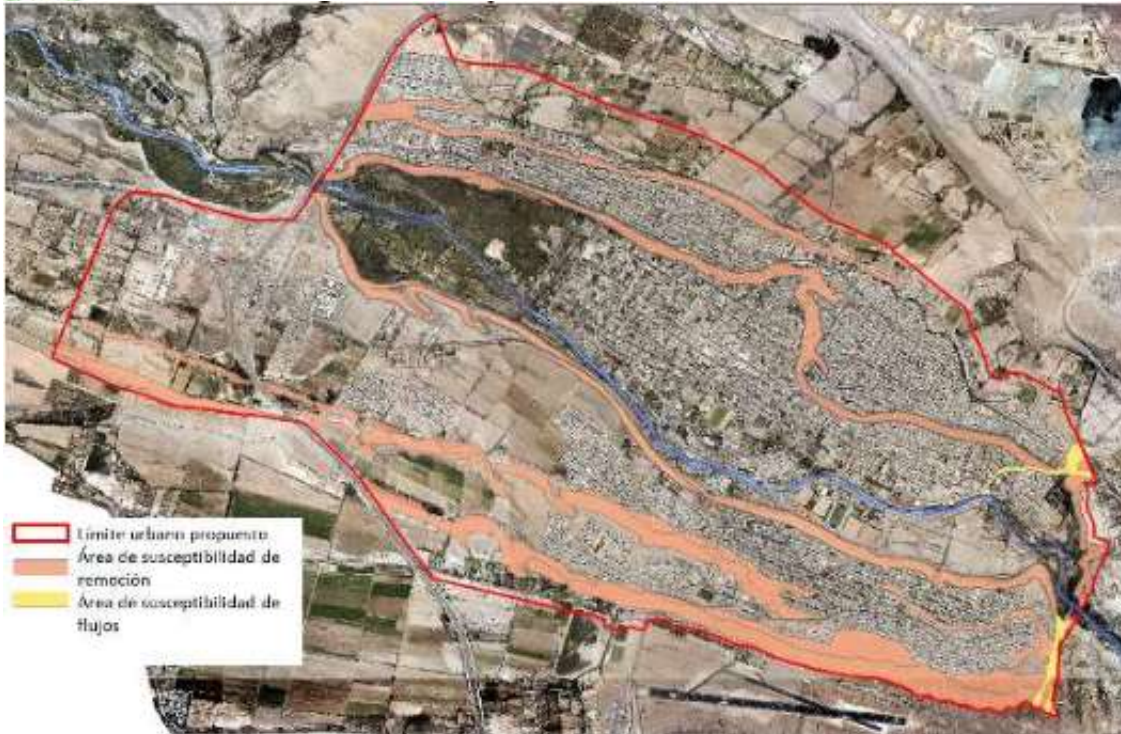 Límite urbano propuesto
Área de susceptibilidad de
remoción
Área de susceptibilidad de
flujos